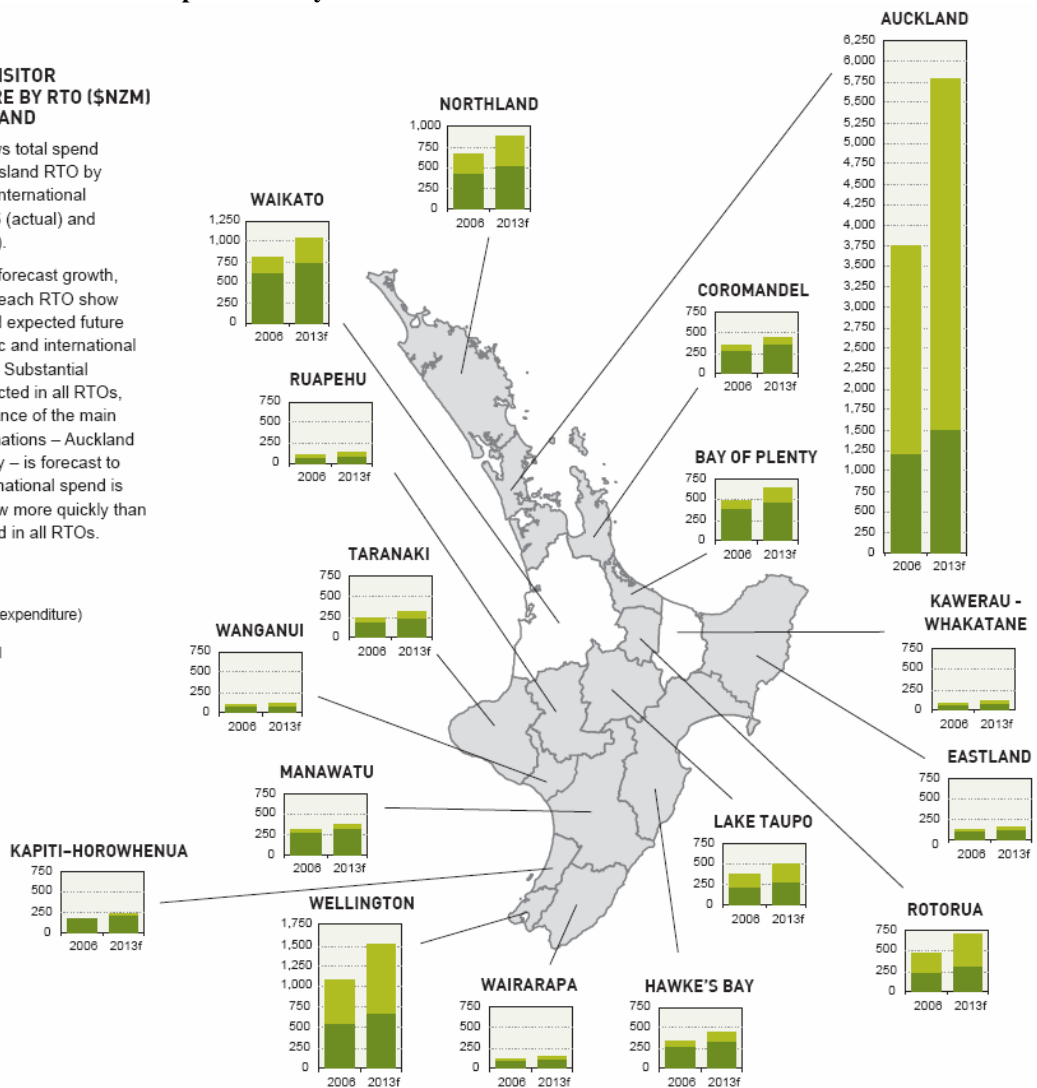 ISITOR
RE BY RTO ($NZM)
AND
ws total spend
sland RTO by
nternational
(actual) and
).
forecast growth,
each RTO show
d expected future
c and international
Substantial
cted in all RTOs,
nce of the main
nations – Auckland
y – is forecast to
national spend is
w more quickly than
d in all RTOs.
expenditure)
AUCKLAND
6,250
6,000
5,750
5,500
5,250
5,000
4,750
4,500
4,250
4,000
3,750
3,500
3,250
3,000
2,750
2,500
2,250
2,000
1,750
1,500
1,250
1,000
750
500
250
0
2006 2013f
NORTHLAND
1,000
750
500
250
0
2006 2013f
WAIKATO
1,250
1,000
750
500
250
0
2006 2013f
COROMANDEL
750
500
250
0
2006 2013f
RUAPEHU
750
500
250
0
2006 2013f
BAY OF PLENTY
750
500
250
0
2006 2013f
TARANAKI
750
500
250
0
2006 2013f
KAWERAU -
WHAKATANE
750
500
250
0
2006 2013f
WANGANUI
750
500
250
0
2006 2013f
EASTLAND
750
500
250
0
2006 2013f
MANAWATU
750
500
250
0
2006 2013f
LAKE TAUPO
750
500
250
0
2006 2013f
KAPITI–HOROWHENUA
750
500
250
0
2006 2013f
WELLINGTON
1,750
1,500
1,250
1,000
750
500
250
0
2006 2013f
ROTORUA
750
500
250
0
2006 2013f
WAIRARAPA
750
500
250
0
2006 2013f
HAWKE'S BAY
750
500
250
0
2006 2013f